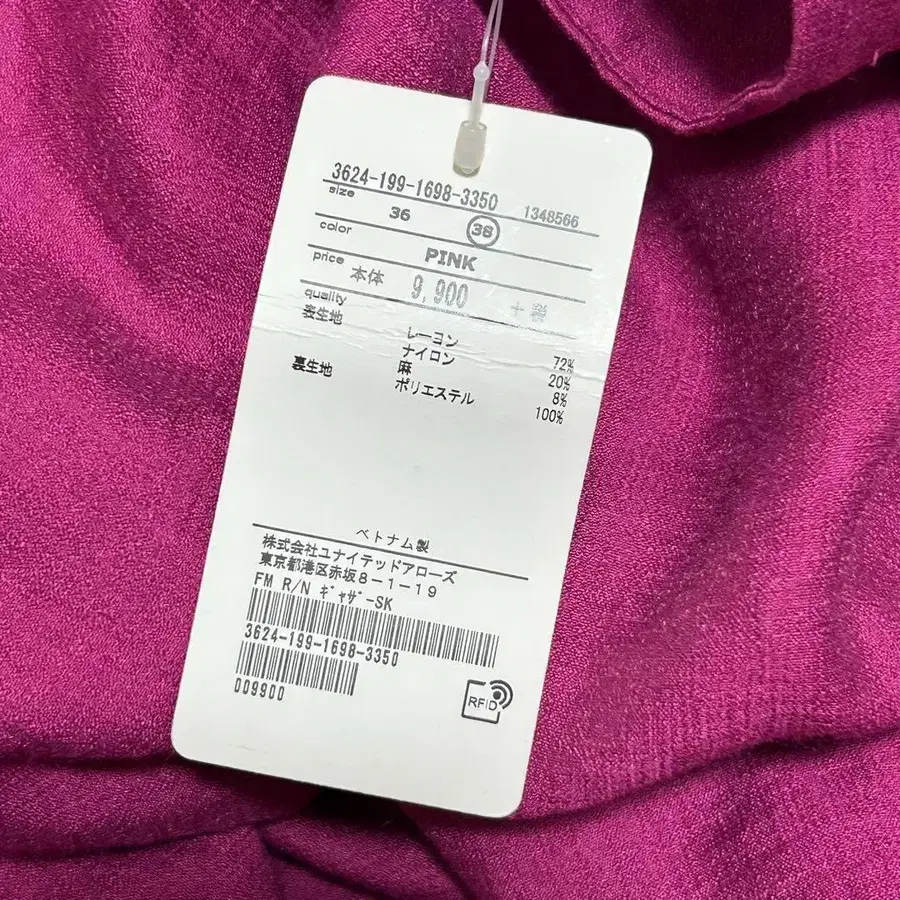 3624-199-1698-3350 1348566
size 36 38
color PINK
price 本体 9,900 +税
quality
表生地 レーヨン 72%
ナイロン 20%
麻 8%
裏生地 ポリエステル 100%
ベトナム製
株式会社ユナイテッドアローズ
東京都港区赤坂8-1-19
FM R/N ギャザ-SK
3624-199-1698-3350
009900
RFID